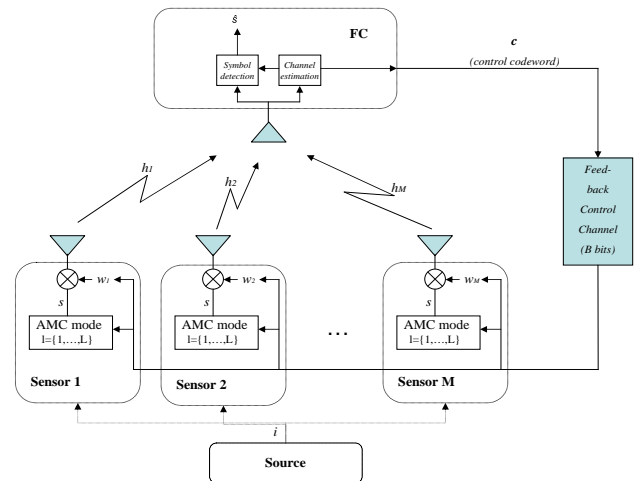 ŝ
FC
Symbol
detection
Channel
estimation
c
(control codeword)
h1
h2
hM
Feed-
back
Control
Channel
(B bits)
w1
s
AMC mode
l={1,...,L}
Sensor 1
w2
s
AMC mode
l={1,...,L}
Sensor 2
...
wM
s
AMC mode
l={1,...,L}
Sensor M
i
Source